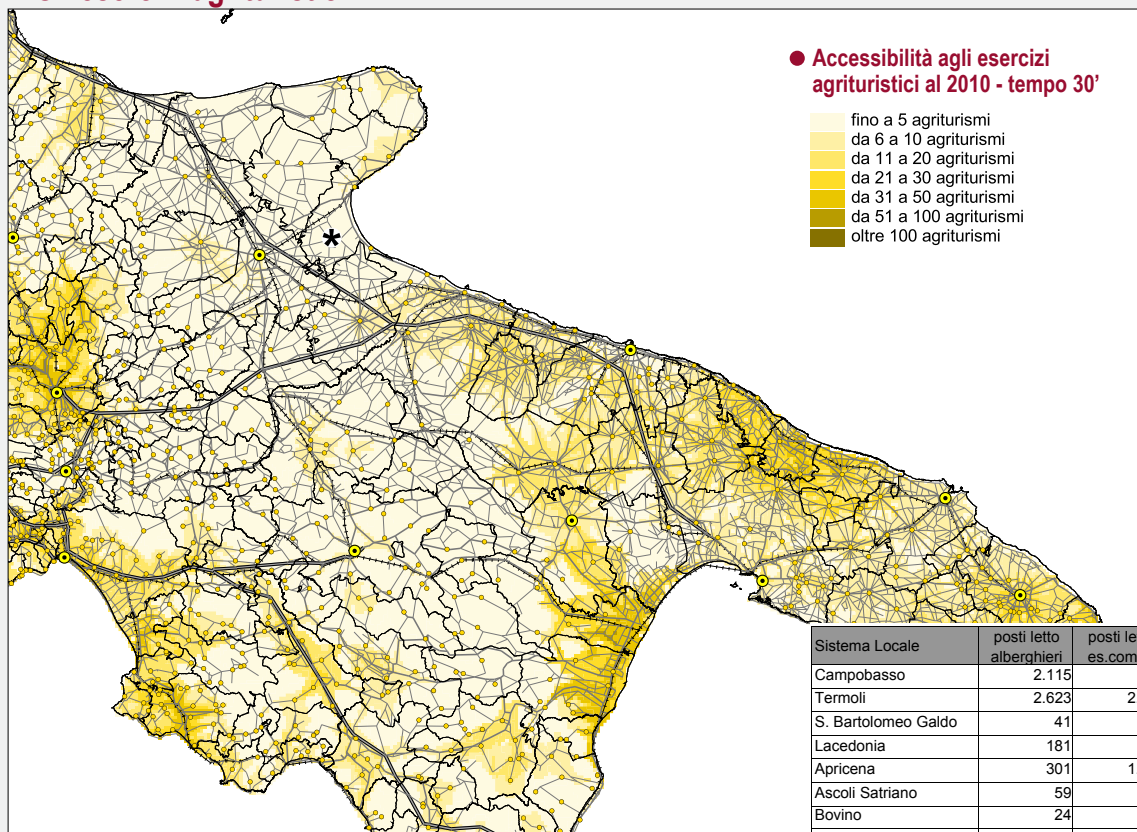 Accessibilità agli esercizi
agrituristici al 2010 - tempo 30’
fino a 5 agriturismi
da 6 a 10 agriturismi
da 11 a 20 agriturismi
da 21 a 30 agriturismi
da 31 a 50 agriturismi
da 51 a 100 agriturismi
oltre 100 agriturismi
*
Sistema Locale posti letto alberghieri posti es.com
Campobasso 2.115
Termoli 2.623
S. Bartolomeo Galdo 41
Lacedonia 181
Apricena 301
Ascoli Satriano 59
Bovino 24